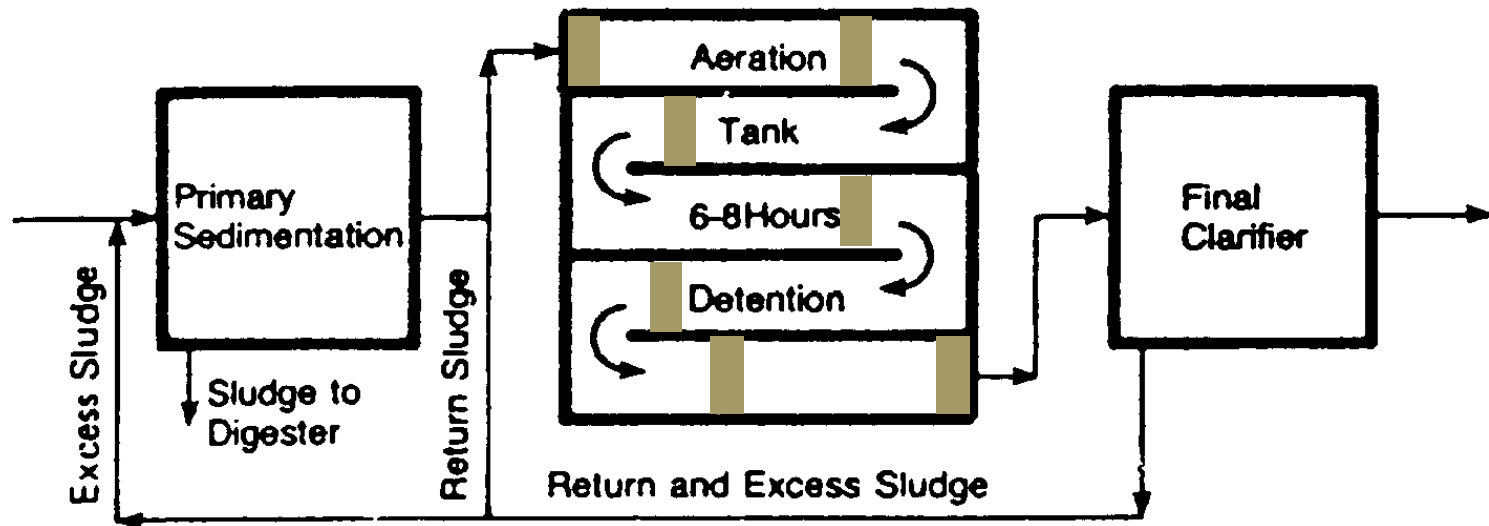 Aeration
Tank
6-8Hours
Detention
Primary
Sedimentation
Final
Clarifier
Excess Sludge
Return Sludge
Sludge to
Digester
Return and Excess Sludge